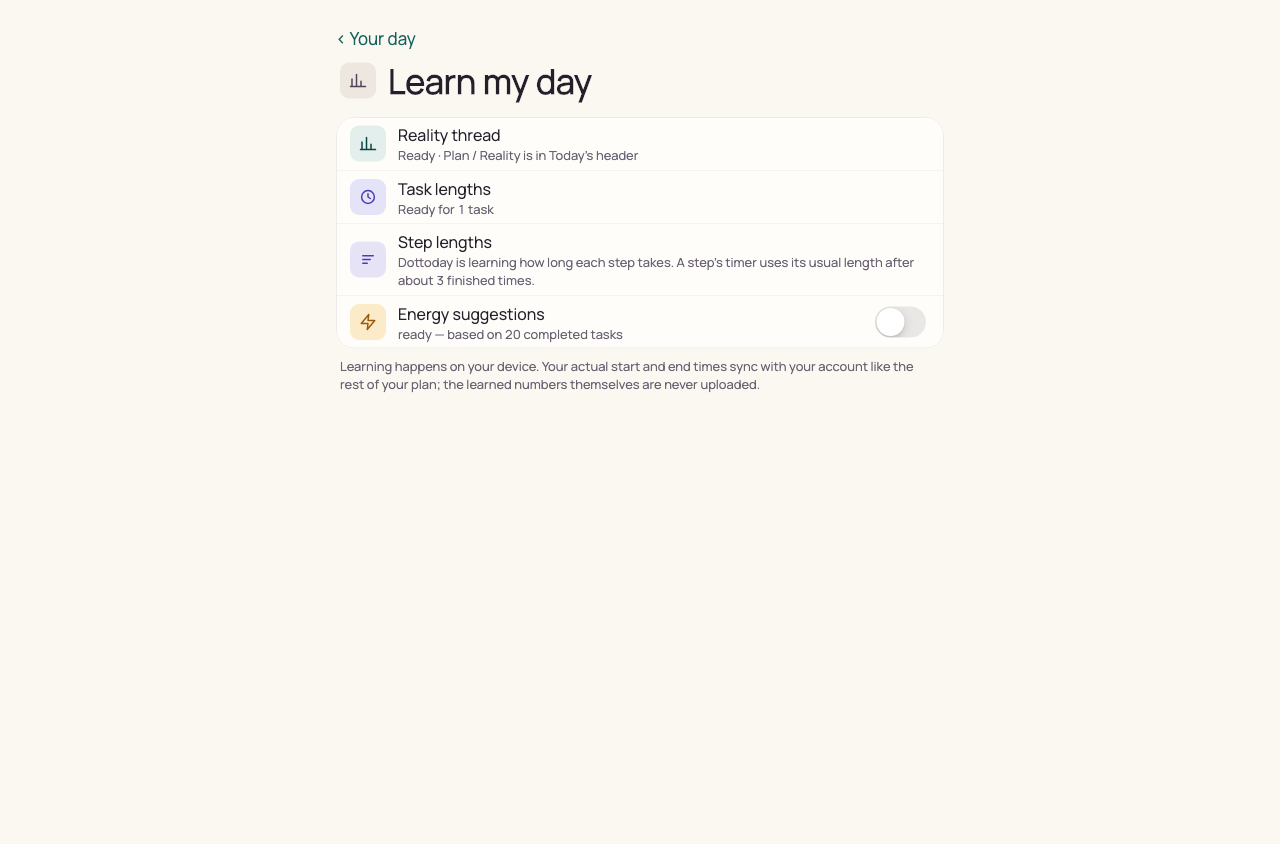 ‹ Your day
Learn my day
Reality thread
Ready · Plan / Reality is in Today's header
Task lengths
Ready for 1 task
Step lengths
Dottoday is learning how long each step takes. A step's timer uses its usual length after
about 3 finished times.
Energy suggestions
ready — based on 20 completed tasks
Learning happens on your device. Your actual start and end times sync with your account like the
rest of your plan; the learned numbers themselves are never uploaded.